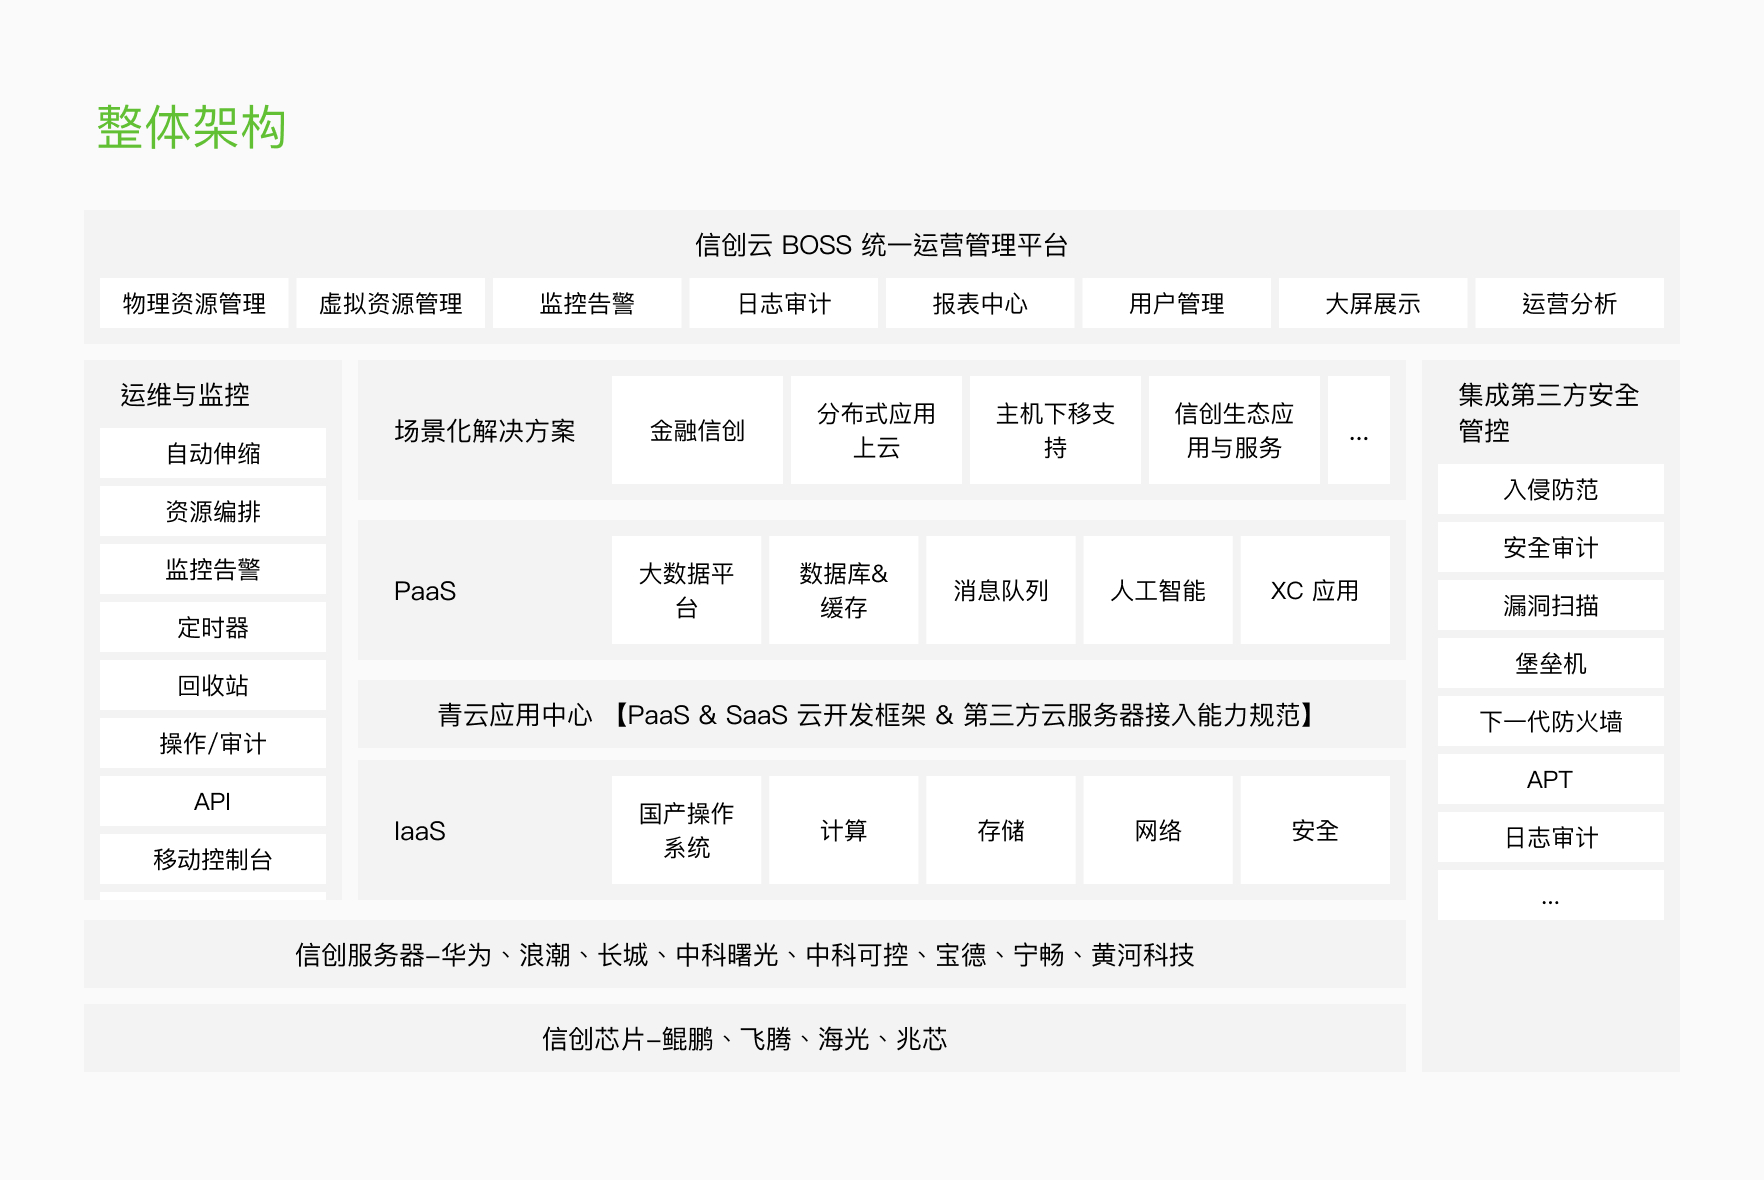 整体架构
信创云 BOSS 统一运营管理平台
物理资源管理
虚拟资源管理
监控告警
日志审计
报表中心
用户管理
大屏展示
运营分析
运维与监控
自动伸缩
资源编排
监控告警
定时器
回收站
操作/审计
API
移动控制台
场景化解决方案
金融信创
分布式应用
上云
主机下移支
持
信创生态应
用与服务
...
PaaS
大数据平
台
数据库&
缓存
消息队列
人工智能
XC 应用
青云应用中心 【PaaS & SaaS 云开发框架 & 第三方云服务器接入能力规范】
IaaS
国产操作
系统
计算
存储
网络
安全
集成第三方安全
管控
入侵防范
安全审计
漏洞扫描
堡垒机
下一代防火墙
APT
日志审计
...
信创服务器-华为、浪潮、长城、中科曙光、中科可控、宝德、宁畅、黄河科技
信创芯片-鲲鹏、飞腾、海光、兆芯